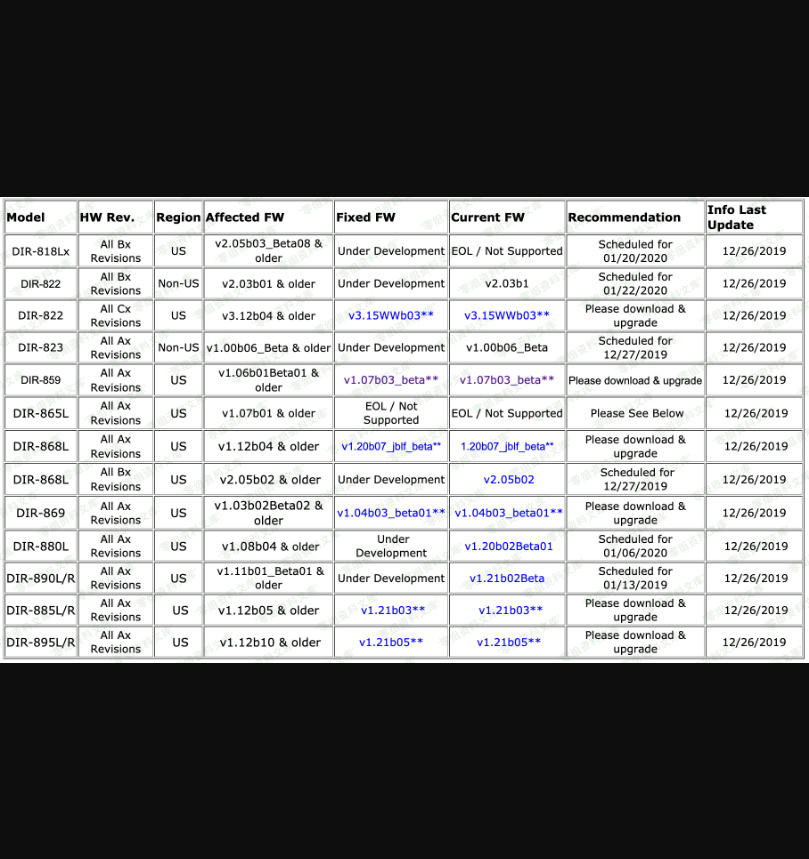 Model HW Rev. Region Affected FW Fixed FW Current FW Recommendation Info Last Update
DIR-818Lx All Bx Revisions US v2.05b03_Beta08 & older Under Development EOL / Not Supported Scheduled for 01/20/2020 12/26/2019
DIR-822 All Bx Revisions Non-US v2.03b01 & older Under Development v2.03b1 Scheduled for 01/22/2020 12/26/2019
DIR-822 All Cx Revisions US v3.12b04 & older v3.15WWb03** v3.15WWb03** Please download & upgrade 12/26/2019
DIR-823 All Ax Revisions Non-US v1.00b06_Beta & older Under Development v1.00b06_Beta Scheduled for 12/27/2019 12/26/2019
DIR-859 All Ax Revisions US v1.06b01Beta01 & older v1.07b03_beta** v1.07b03_beta** Please download & upgrade 12/26/2019
DIR-865L All Ax Revisions US v1.07b01 & older EOL / Not Supported EOL / Not Supported Please See Below 12/26/2019
DIR-868L All Ax Revisions US v1.12b04 & older v1.20b07_jblf_beta** 1.20b07_jblf_beta** Please download & upgrade 12/26/2019
DIR-868L All Bx Revisions US v2.05b02 & older Under Development v2.05b02 Scheduled for 12/27/2019 12/26/2019
DIR-869 All Ax Revisions US v1.03b02Beta02 & older v1.04b03_beta01** v1.04b03_beta01** Please download & upgrade 12/26/2019
DIR-880L All Ax Revisions US v1.08b04 & older Under Development v1.20b02Beta01 Scheduled for 01/06/2020 12/26/2019
DIR-890L/R All Ax Revisions US v1.11b01_Beta01 & older Under Development v1.21b02Beta Scheduled for 01/13/2019 12/26/2019
DIR-885L/R All Ax Revisions US v1.12b05 & older v1.21b03** v1.21b03** Please download & upgrade 12/26/2019
DIR-895L/R All Ax Revisions US v1.12b10 & older v1.21b05** v1.21b05** Please download & upgrade 12/26/2019